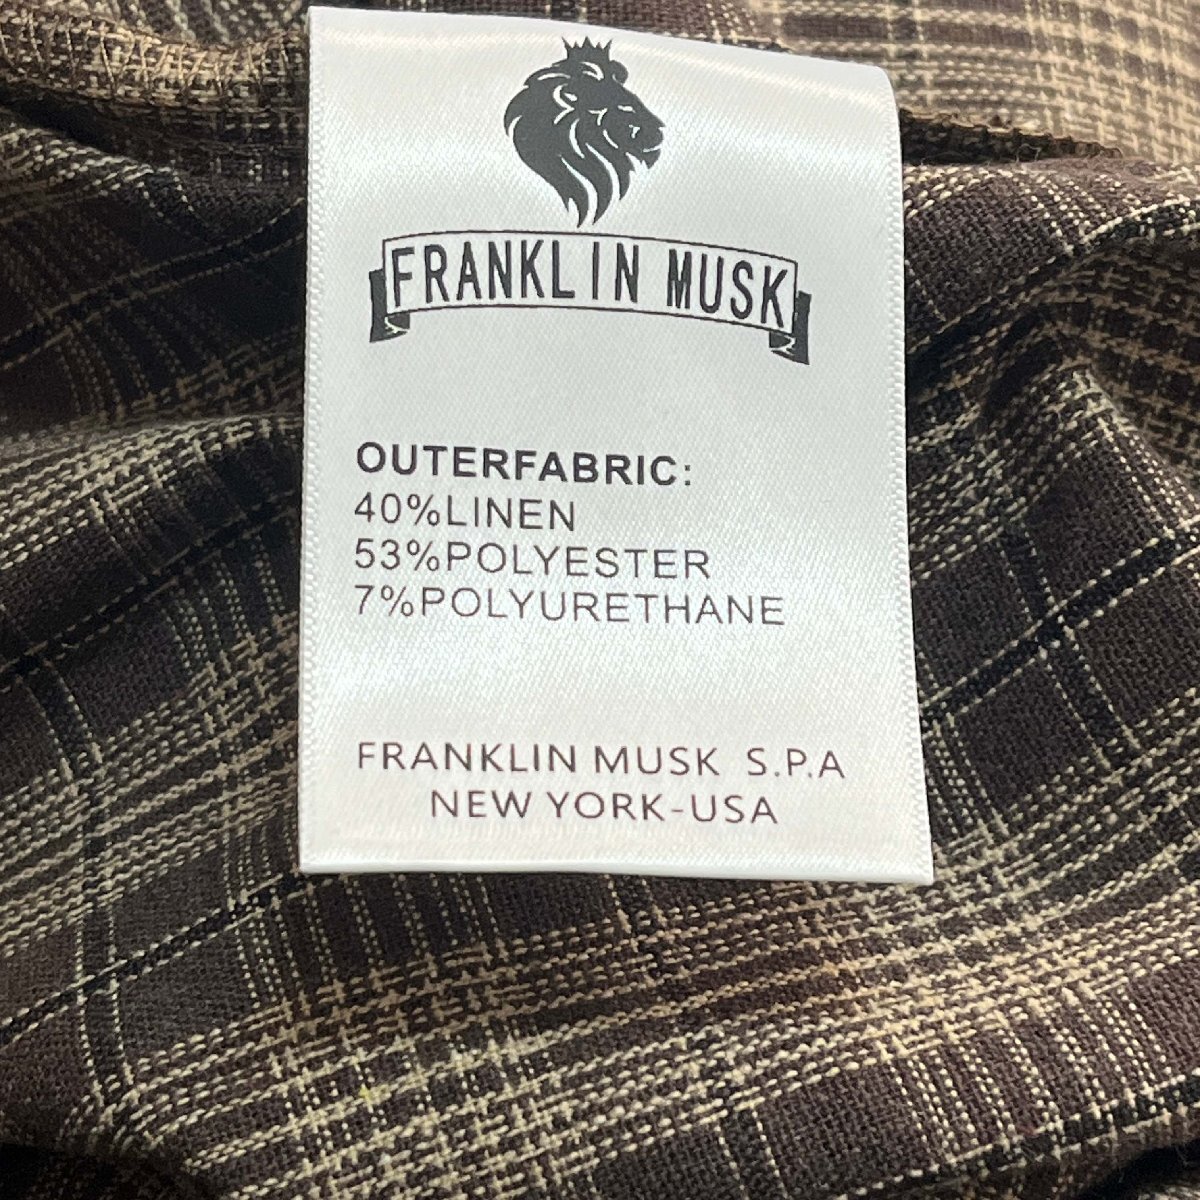 FRANKLIN MUSK
OUTERFABRIC:
40%LINEN
53%POLYESTER
7%POLYURETHANE
FRANKLIN MUSK S.P.A
NEW YORK-USA